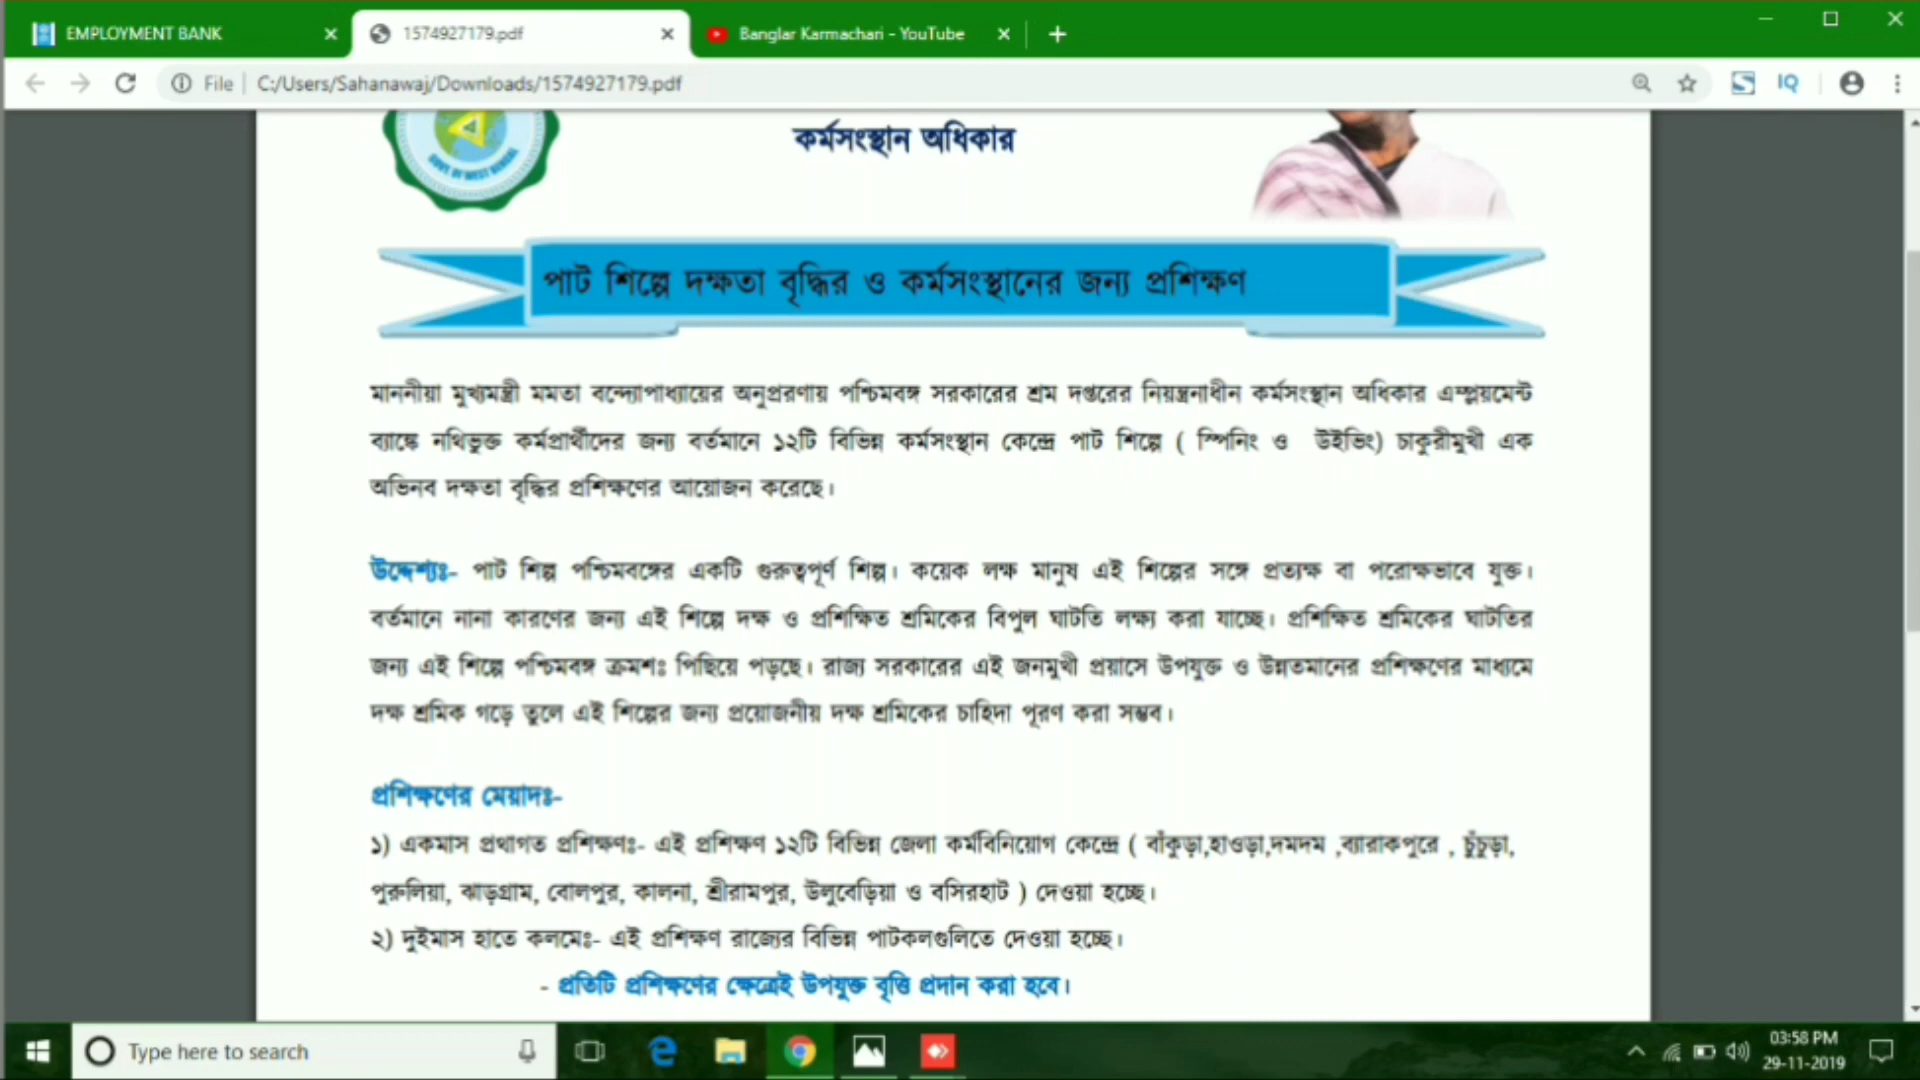 EMPLOYMENT BANK
1574927179.pdf
Banglar Karmachari - YouTube
File
C:/Users/Sahanawaj/Downloads/1574927179.pdf
IQ
GOVT. OF WEST BENGAL
কর্মসংস্থান অধিকার
পাট শিল্পে দক্ষতা বৃদ্ধির ও কর্মসংস্থানের জন্য প্রশিক্ষণ
মাননীয়া মুখ্যমন্ত্রী মমতা বন্দ্যোপাধ্যায়ের অনুপ্ররণায় পশ্চিমবঙ্গ সরকারের শ্রম দপ্তরের নিয়ন্ত্রনাধীন কর্মসংস্থান অধিকার এম্প্লয়মেন্ট
ব্যাঙ্কে নথিভুক্ত কর্মপ্রার্থীদের জন্য বর্তমানে ১২টি বিভিন্ন কর্মসংস্থান কেন্দ্রে পাট শিল্পে ( স্পিনিং ও উইভিং) চাকুরীমুখী এক
অভিনব দক্ষতা বৃদ্ধির প্রশিক্ষণের আয়োজন করেছে।
উদ্দেশ্যঃ- পাট শিল্প পশ্চিমবঙ্গের একটি গুরুত্বপূর্ণ শিল্প। কয়েক লক্ষ মানুষ এই শিল্পের সঙ্গে প্রত্যক্ষ বা পরোক্ষভাবে যুক্ত।
বর্তমানে নানা কারণের জন্য এই শিল্পে দক্ষ ও প্রশিক্ষিত শ্রমিকের বিপুল ঘাটতি লক্ষ্য করা যাচ্ছে। প্রশিক্ষিত শ্রমিকের ঘাটতির
জন্য এই শিল্পে পশ্চিমবঙ্গ ক্রমশঃ পিছিয়ে পড়ছে। রাজ্য সরকারের এই জনমুখী প্রয়াসে উপযুক্ত ও উন্নতমানের প্রশিক্ষণের মাধ্যমে
দক্ষ শ্রমিক গড়ে তুলে এই শিল্পের জন্য প্রয়োজনীয় দক্ষ শ্রমিকের চাহিদা পূরণ করা সম্ভব।
প্রশিক্ষণের মেয়াদঃ-
১) একমাস প্রথাগত প্রশিক্ষণঃ- এই প্রশিক্ষণ ১২টি বিভিন্ন জেলা কর্মবিনিয়োগ কেন্দ্রে ( বাঁকুড়া,হাওড়া,দমদম ,ব্যারাকপুরে , চুঁচুড়া,
পুরুলিয়া, ঝাড়গ্রাম, বোলপুর, কালনা, শ্রীরামপুর, উলুবেড়িয়া ও বসিরহাট ) দেওয়া হচ্ছে।
২) দুইমাস হাতে কলমেঃ- এই প্রশিক্ষণ রাজ্যের বিভিন্ন পাটকলগুলিতে দেওয়া হচ্ছে।
- প্রতিটি প্রশিক্ষণের ক্ষেত্রেই উপযুক্ত বৃত্তি প্রদান করা হবে।
Type here to search
03:58 PM
29-11-2019